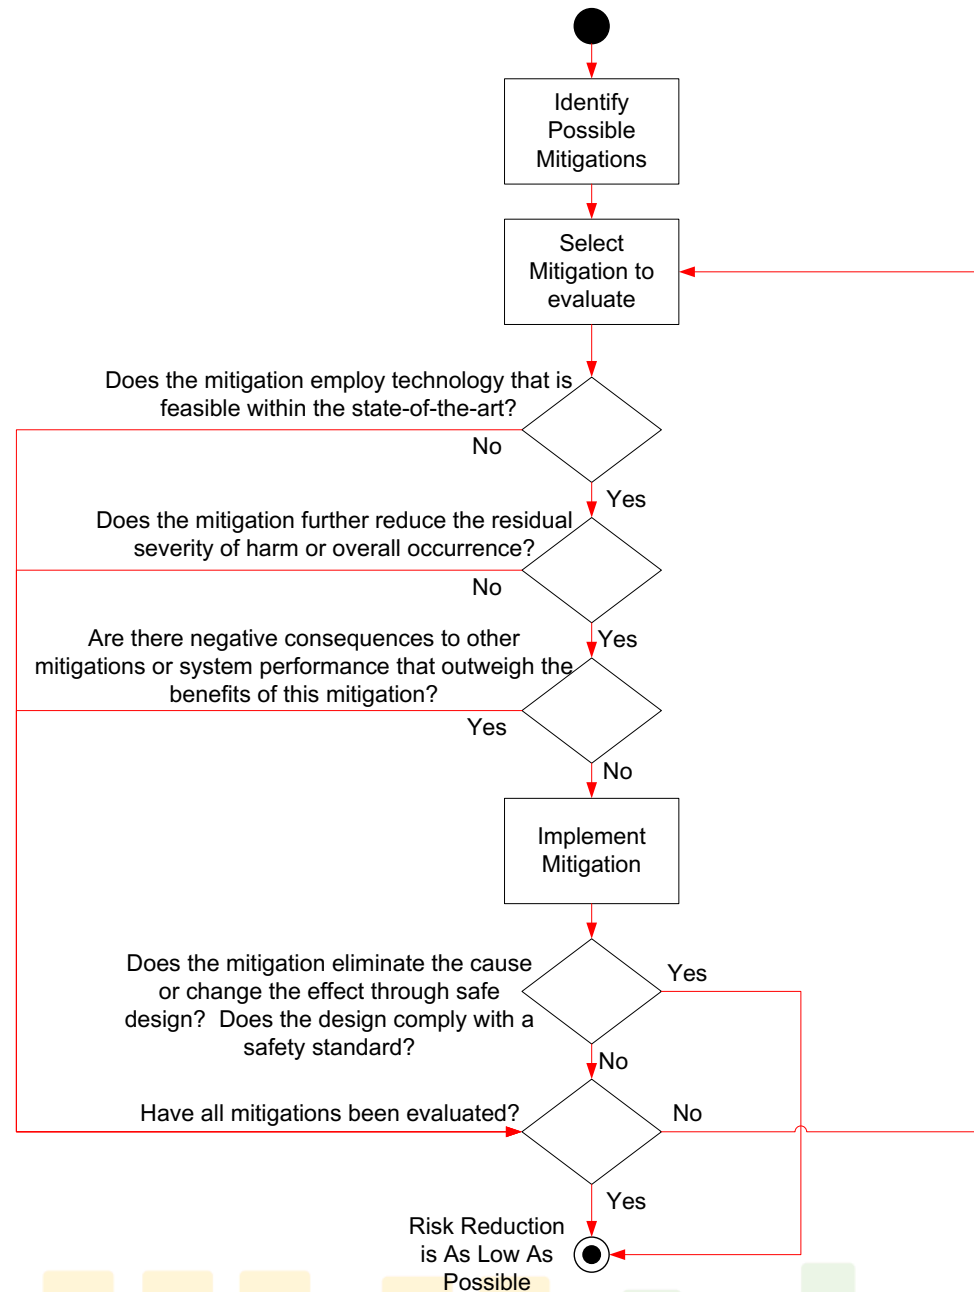 Identify
Possible
Mitigations
Select
Mitigation to
evaluate
Does the mitigation employ technology that is
feasible within the state-of-the-art?
No
Yes
Does the mitigation further reduce the residual
severity of harm or overall occurrence?
No
Yes
Are there negative consequences to other
mitigations or system performance that outweigh the
benefits of this mitigation?
Yes
No
Implement
Mitigation
Does the mitigation eliminate the cause
or change the effect through safe
design?  Does the design comply with a
safety standard?
Yes
No
Have all mitigations been evaluated?
No
Yes
Risk Reduction
is As Low As
Possible